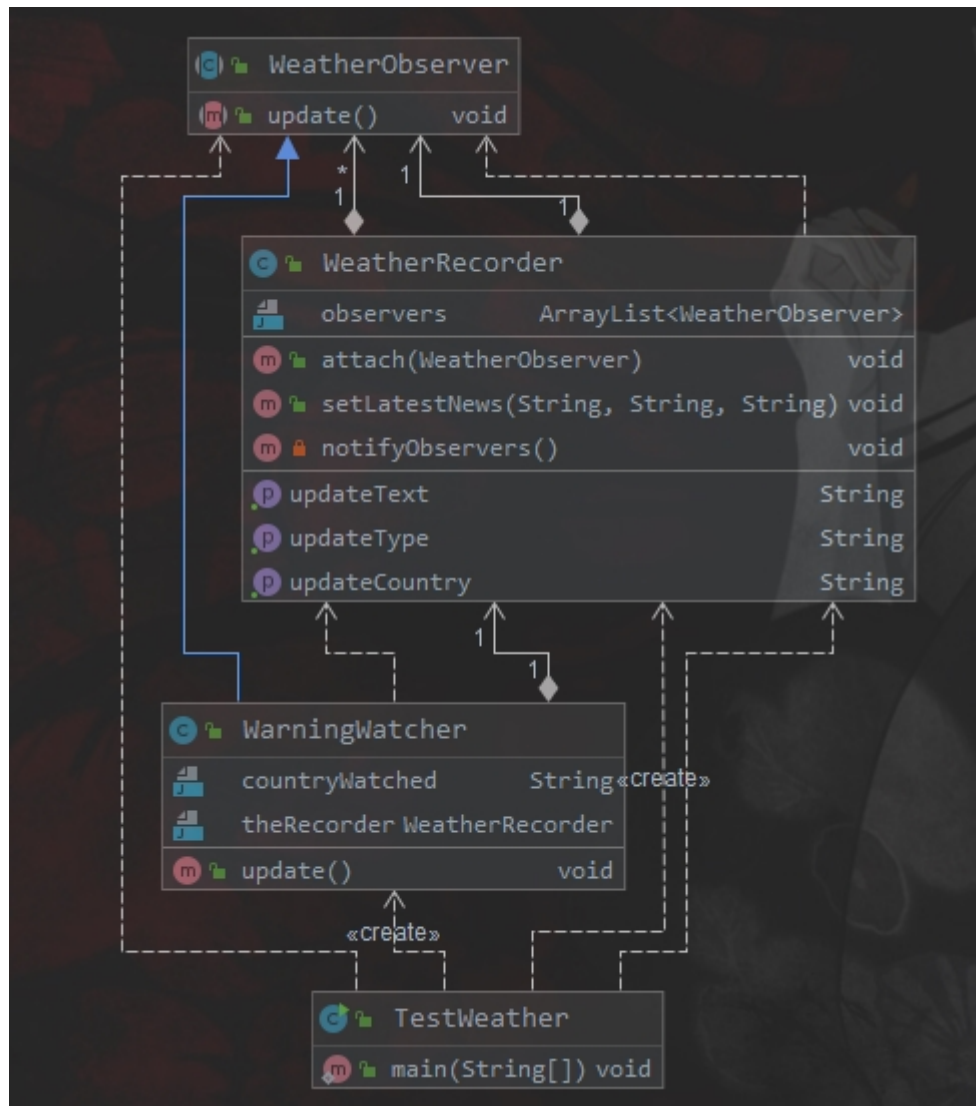 WeatherObserver
update() void
*
1
1
1
WeatherRecorder
observers ArrayList<WeatherObserver>
attach(WeatherObserver) void
setLatestNews(String, String, String) void
notifyObservers() void
updateText String
updateType String
updateCountry String
1
1
WarningWatcher
countryWatched String «create»
theRecorder WeatherRecorder
update() void
«create»
TestWeather
main(String[]) void